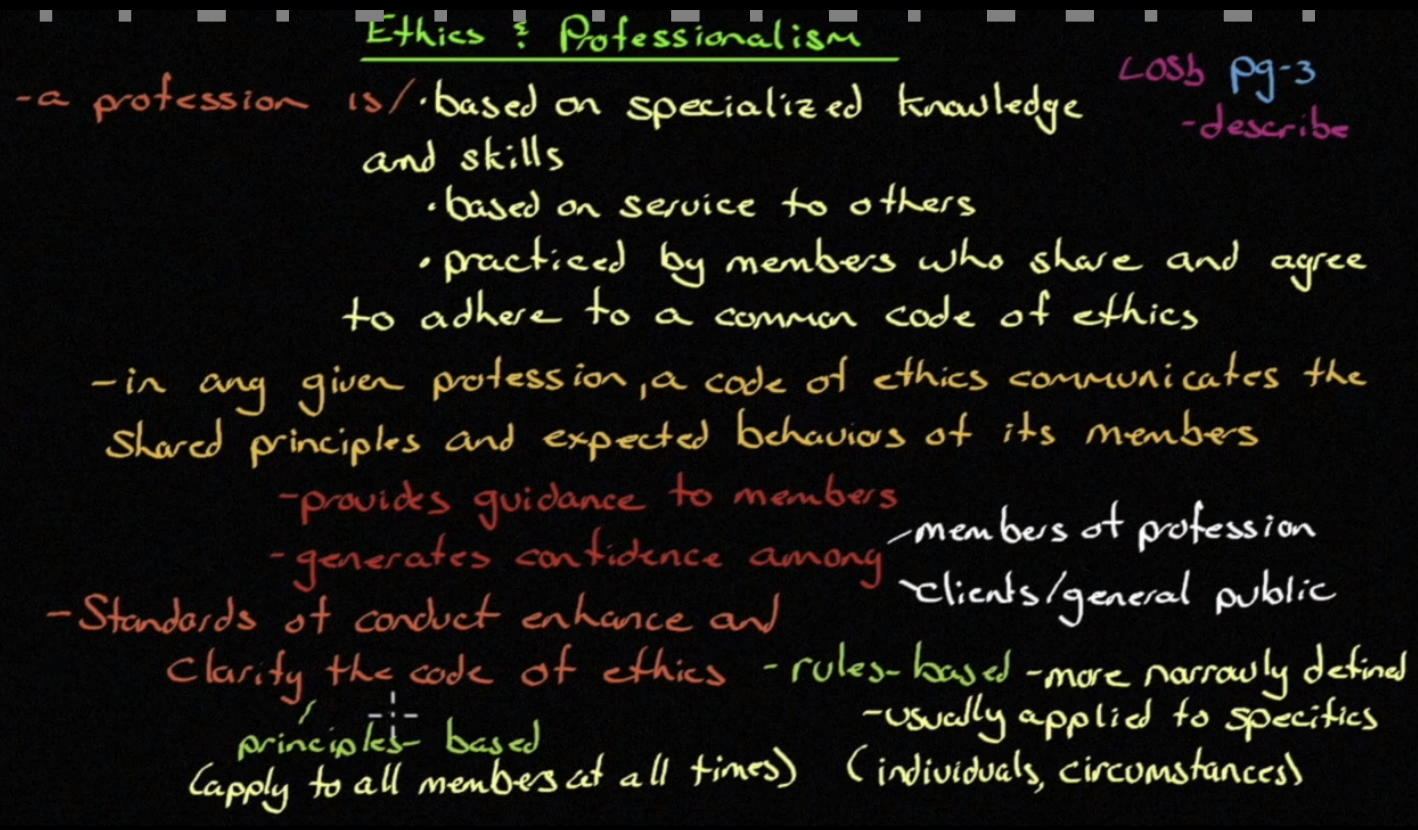 Ethics & Professionalism
LOSb pg-3
- describe
- a profession is/ · based on specialized knowledge
and skills
· based on service to others
· practiced by members who share and agree
to adhere to a common code of ethics
- in any given profession, a code of ethics communicates the
shared principles and expected behaviors of its members
- provides guidance to members
- generates confidence among
- members of profession
clients/general public
- Standards of conduct enhance and
clarify the code of ethics
- rules-based - more narrowly defined
- usually applied to specifics
(individuals, circumstances)
principles-based
(apply to all members at all times)